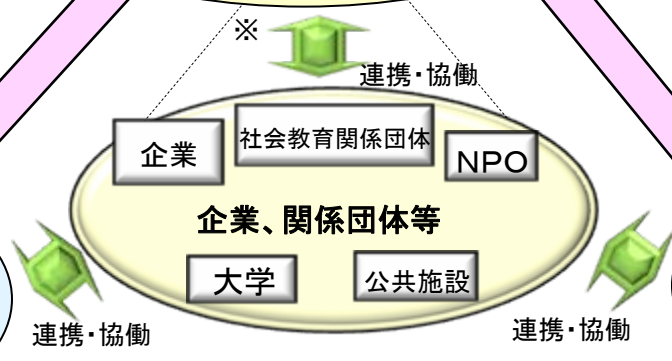 ※
連携・協働
企業
社会教育関係団体
NPO
企業、関係団体等
大学
公共施設
連携・協働
連携・協働